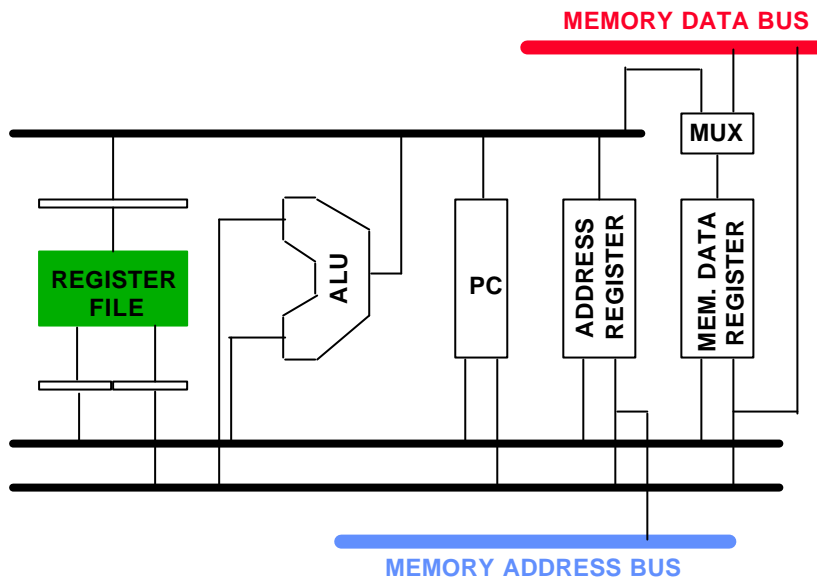 MEMORY DATA BUS
MUX
REGISTER
FILE
ALU
PC
ADDRESS
REGISTER
MEM. DATA
REGISTER
MEMORY ADDRESS BUS